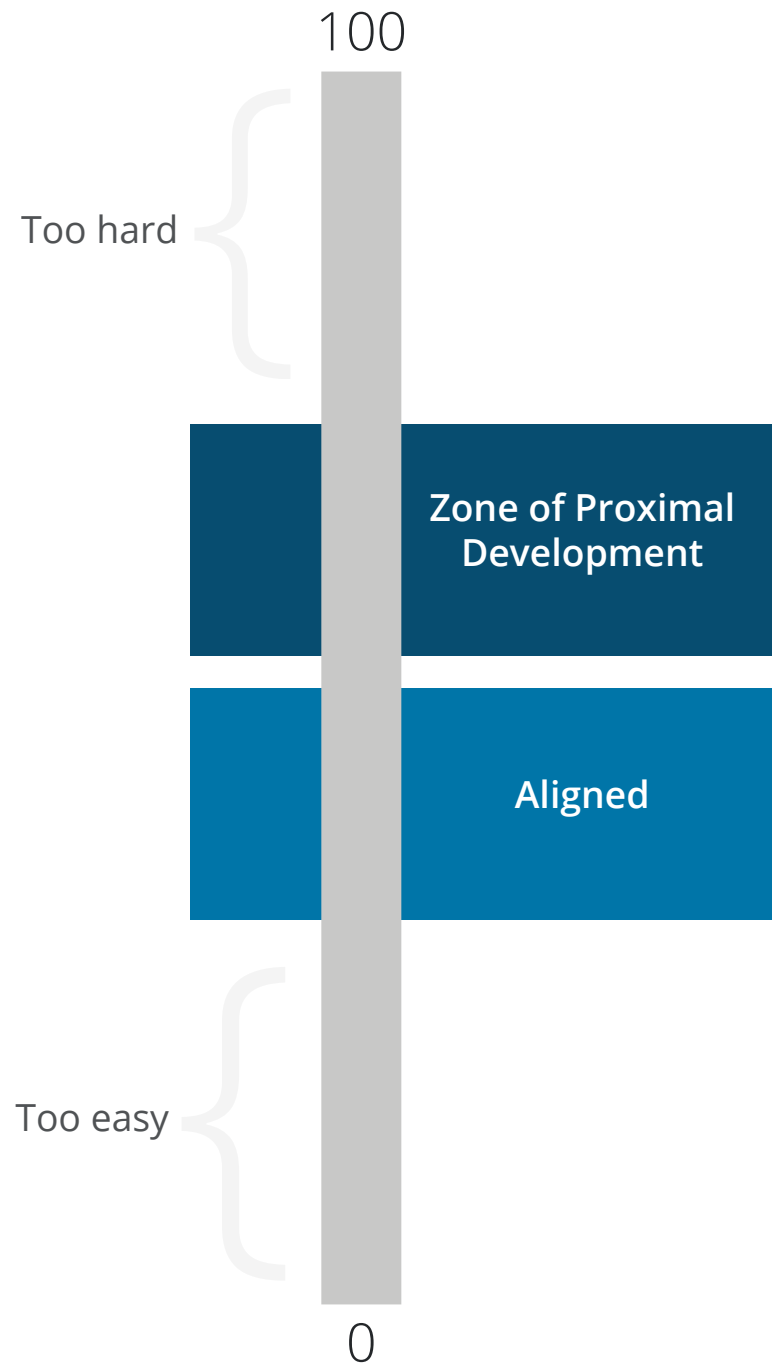 100
Too hard
Zone of Proximal
Development
Aligned
Too easy
0